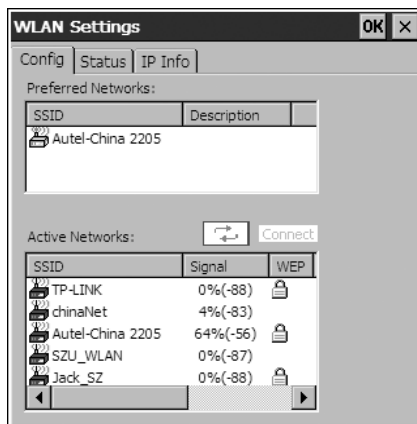 WLAN Settings OK ×
Config Status IP Info
Preferred Networks:
SSID Description
Autel-China 2205
Active Networks: Connect
SSID Signal WEP
TP-LINK 0%(-88)
chinaNet 4%(-83)
Autel-China 2205 64%(-56)
SZU_WLAN 0%(-87)
Jack_SZ 0%(-88)